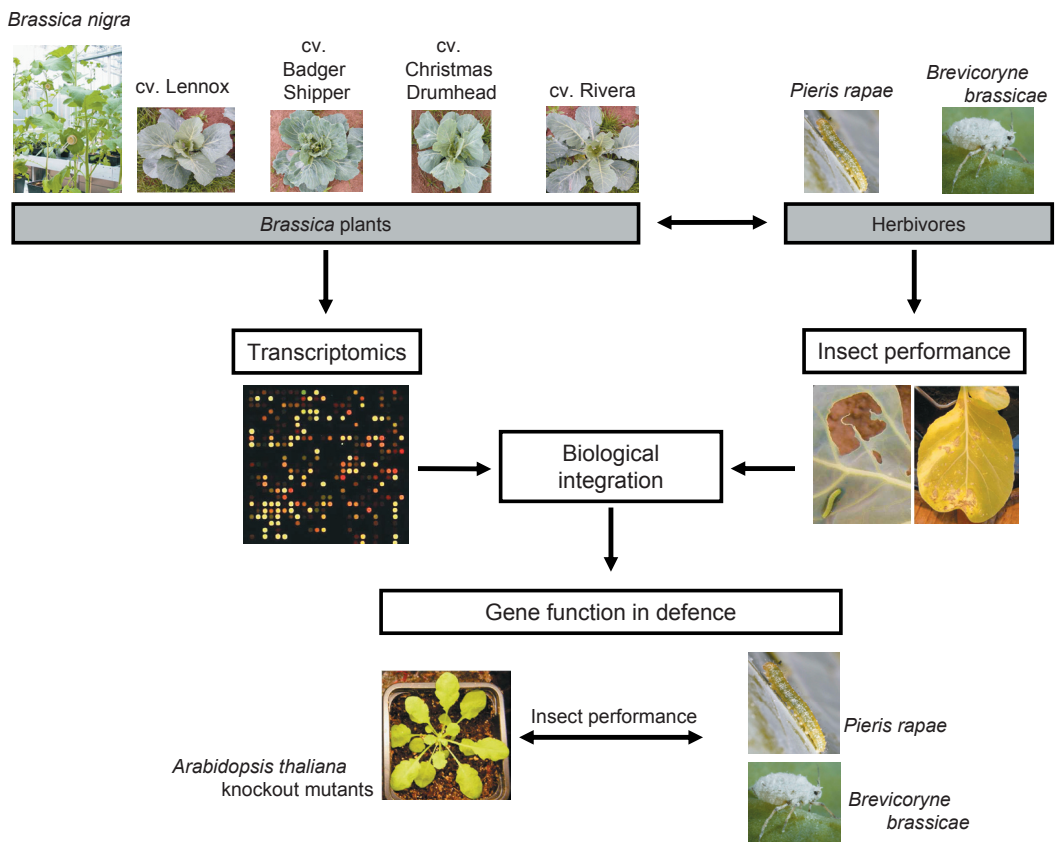 Brassica nigra
cv. Lennox
cv.
Badger
Shipper
cv.
Christmas
Drumhead
cv. Rivera
Pieris rapae
Brevicoryne
brassicae
Brassica plants
Herbivores
Transcriptomics
Insect performance
Biological
integration
Gene function in defence
Insect performance
Arabidopsis thaliana
knockout mutants
Pieris rapae
Brevicoryne
brassicae